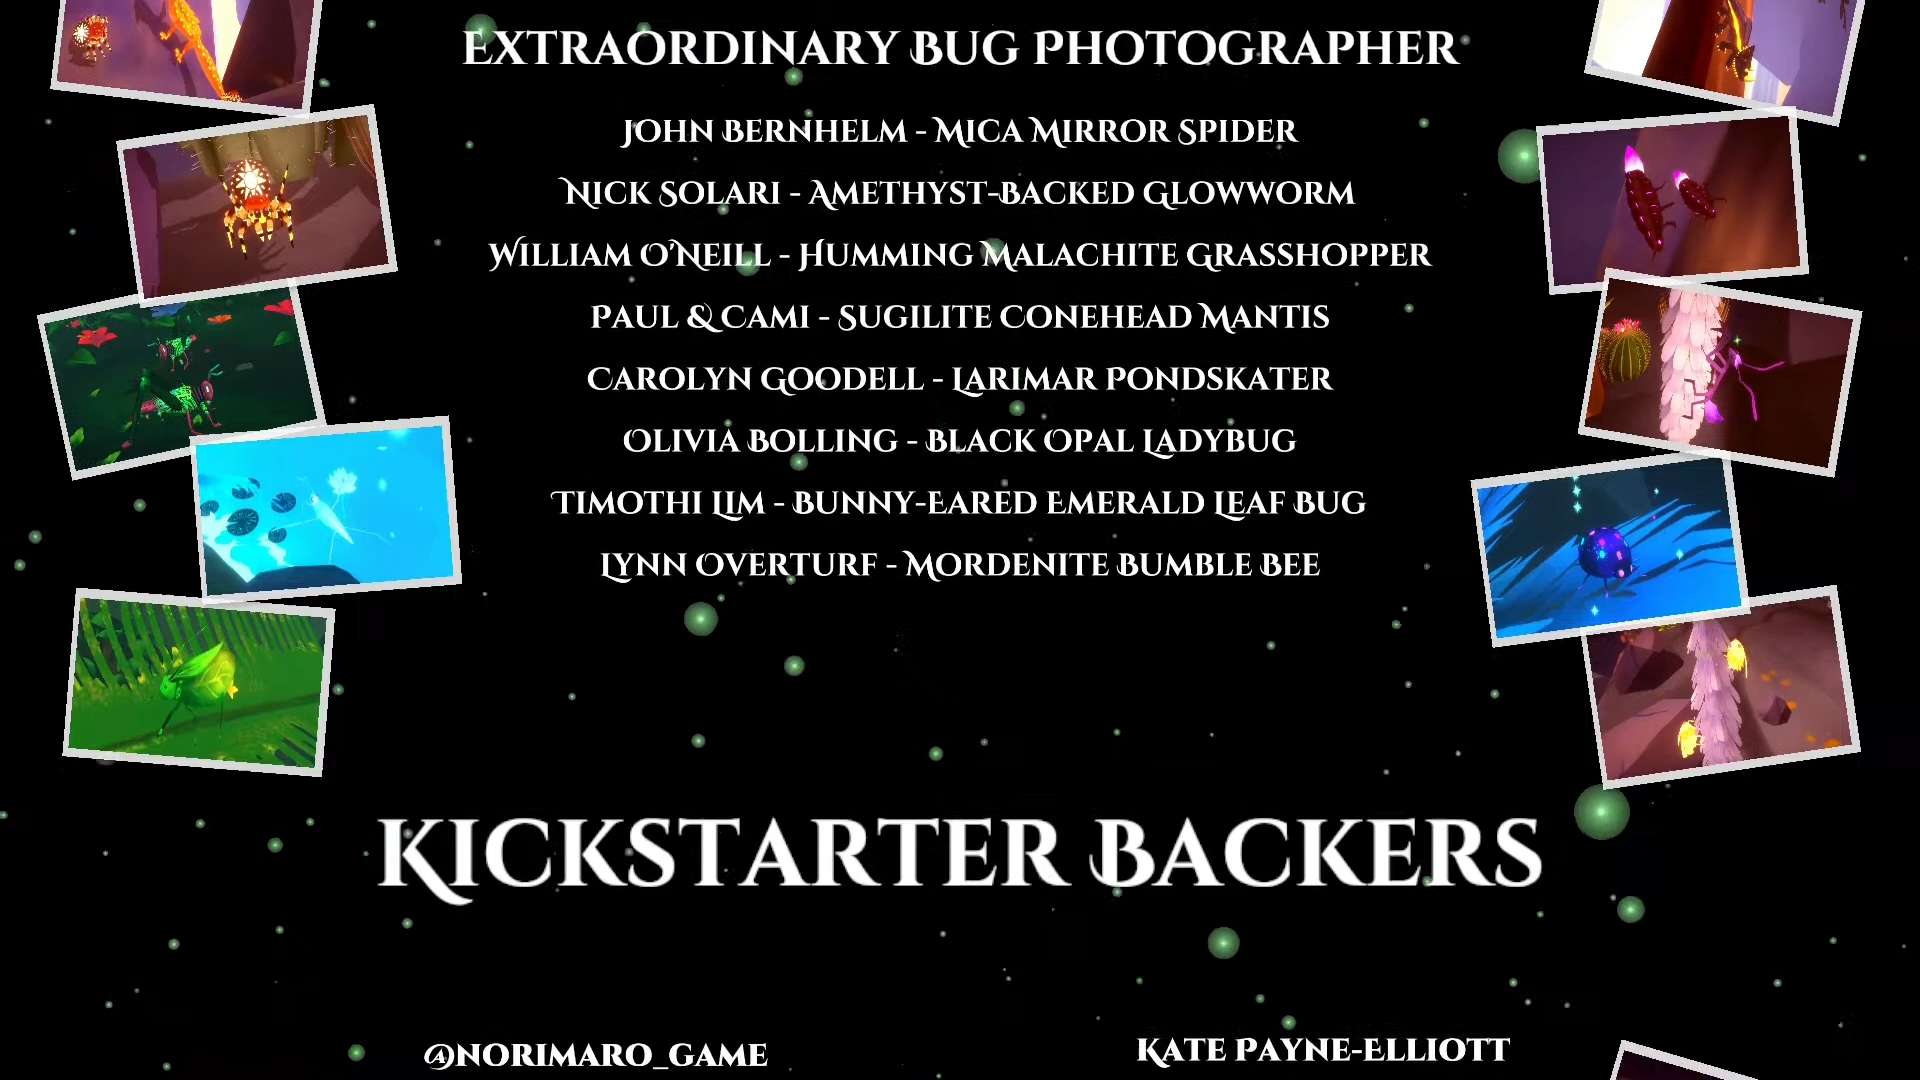 Extraordinary Bug Photographer
John Bernhelm - Mica Mirror Spider
Nick Solari - Amethyst-Backed Glowworm
William O'Neill - Humming Malachite Grasshopper
Paul & Cami - Sugilite Conehead Mantis
Carolyn Goodell - Larimar Pondskater
Olivia Bolling - Black Opal Ladybug
Timothi Lim - Bunny-Eared Emerald Leaf Bug
Lynn Overturf - Mordenite Bumble Bee
Kickstarter Backers
@norimaro_game
Kate Payne-Elliott